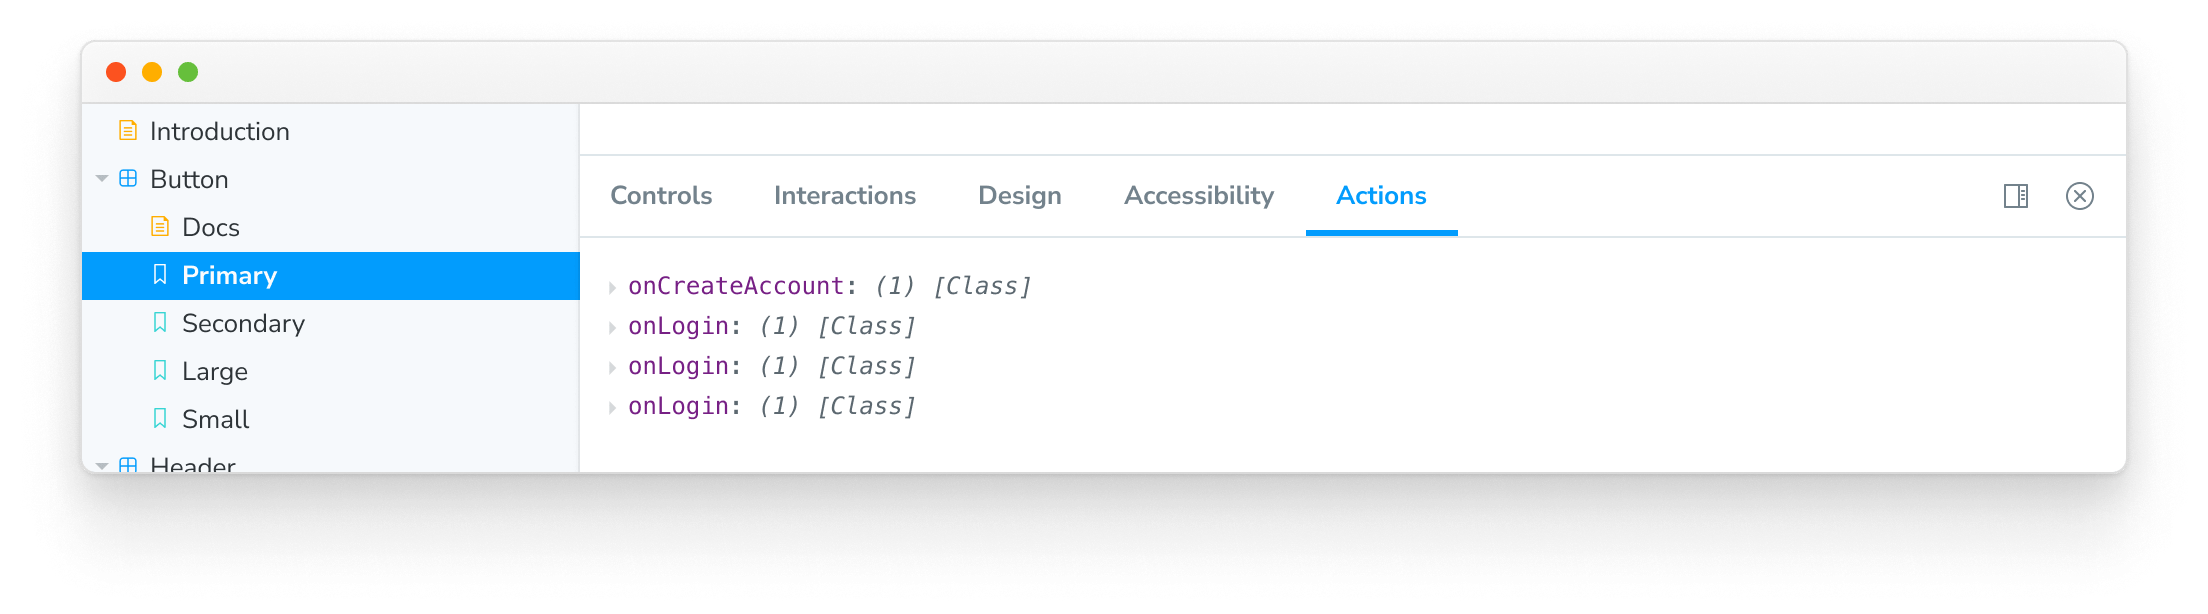 Introduction
Button
Docs
Primary
Secondary
Large
Small
Header
Controls Interactions Design Accessibility Actions
onCreateAccount: (1) [Class]
onLogin: (1) [Class]
onLogin: (1) [Class]
onLogin: (1) [Class]